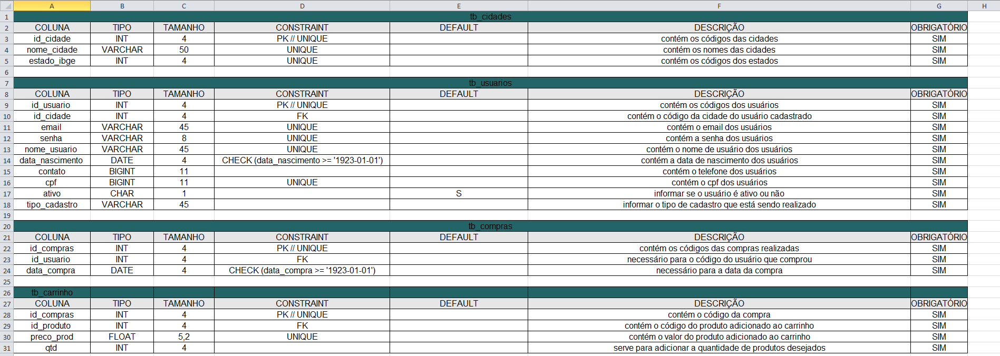 A B C D E F G H
1 tb_cidades
2 COLUNA TIPO TAMANHO CONSTRAINT DEFAULT DESCRIÇÃO OBRIGATÓRIO
3 id_cidade INT 4 PK // UNIQUE contém os códigos das cidades SIM
4 nome_cidade VARCHAR 50 UNIQUE contém os nomes das cidades SIM
5 estado_ibge INT 4 UNIQUE contém os códigos dos estados SIM
6
7 tb_usuarios
8 COLUNA TIPO TAMANHO CONSTRAINT DEFAULT DESCRIÇÃO OBRIGATÓRIO
9 id_usuario INT 4 PK // UNIQUE contém os códigos dos usuários SIM
10 id_cidade INT 4 FK contém o código da cidade do usuário cadastrado SIM
11 email VARCHAR 45 UNIQUE contém o email dos usuários SIM
12 senha VARCHAR 8 UNIQUE contém a senha dos usuários SIM
13 nome_usuario VARCHAR 45 UNIQUE contém o nome de usuário dos usuários SIM
14 data_nascimento DATE 4 CHECK (data_nascimento >= '1923-01-01') contém a data de nascimento dos usuários SIM
15 contato BIGINT 11 contém o telefone dos usuários SIM
16 cpf BIGINT 11 UNIQUE contém o cpf dos usuários SIM
17 ativo CHAR 1 S informar se o usuário é ativo ou não SIM
18 tipo_cadastro VARCHAR 45 informar o tipo de cadastro que está sendo realizado SIM
19
20 tb_compras
21 COLUNA TIPO TAMANHO CONSTRAINT DEFAULT DESCRIÇÃO OBRIGATÓRIO
22 id_compras INT 4 PK // UNIQUE contém os códigos das compras realizadas SIM
23 id_usuario INT 4 FK necessário para o código do usuário que comprou SIM
24 data_compra DATE 4 CHECK (data_compra >= '1923-01-01') necessário para a data da compra SIM
25
26 tb_carrinho
27 COLUNA TIPO TAMANHO CONSTRAINT DEFAULT DESCRIÇÃO OBRIGATÓRIO
28 id_compras INT 4 PK // UNIQUE contém o código da compra SIM
29 id_produto INT 4 FK contém o código do produto adicionado ao carrinho SIM
30 preco_prod FLOAT 5,2 UNIQUE contém o valor do produto adicionado ao carrinho SIM
31 qtd INT 4 serve para adicionar a quantidade de produtos desejados SIM